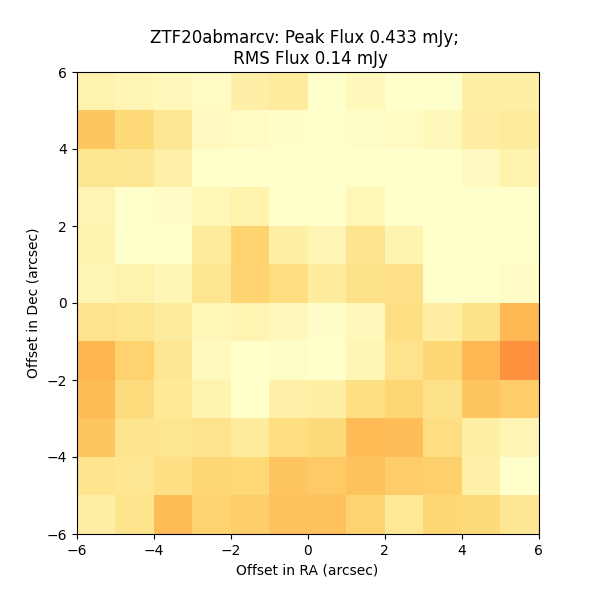 ZTF20abmarcv: Peak Flux 0.433 mJy;
RMS Flux 0.14 mJy
6
4
2
0
−2
−4
−6
Offset in Dec (arcsec)
−6 −4 −2 0 2 4 6
Offset in RA (arcsec)